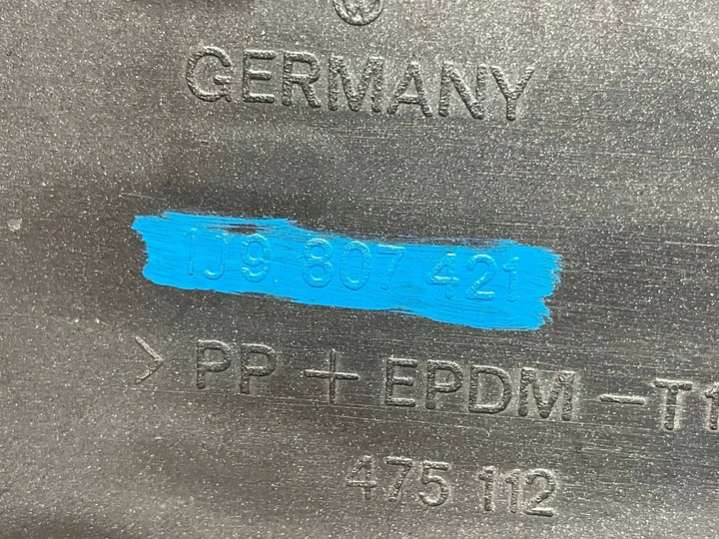 GERMANY
1J9 807 421
> PP + EPDM - T1
475 112